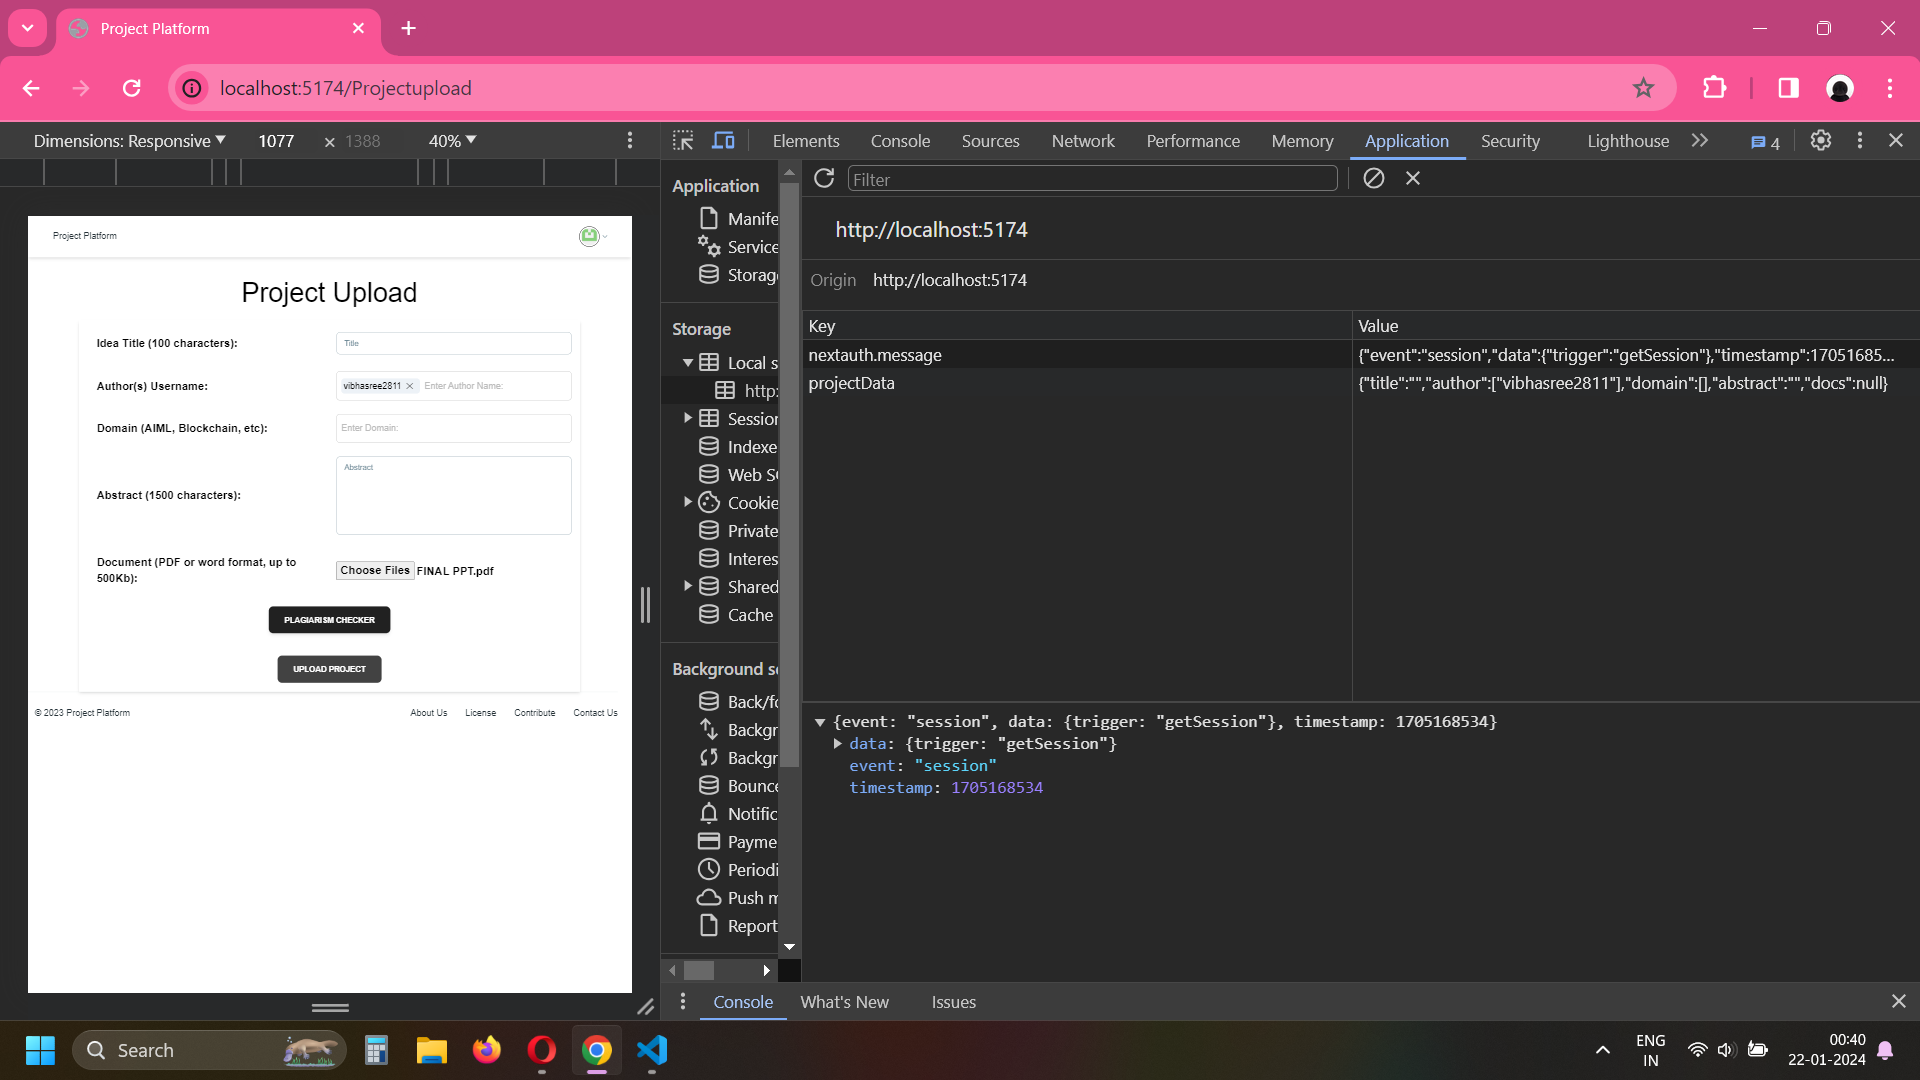 Project Platform
localhost:5174/Projectupload
Dimensions: Responsive 1077 × 1388 40%
Elements Console Sources Network Performance Memory Application Security Lighthouse 4
Project Platform
Project Upload
Idea Title (100 characters): Title
Author(s) Username: vibhasree2811 × Enter Author Name:
Domain (AIML, Blockchain, etc): Enter Domain:
Abstract (1500 characters): Abstract
Document (PDF or word format, up to
500Kb):
Choose Files FINAL PPT.pdf
PLAGIARISM CHECKER
UPLOAD PROJECT
© 2023 Project Platform About Us License Contribute Contact Us
Application
Manife
Service
Storag
Storage
Local s
http:
Session
Indexe
Web S
Cookie
Private
Interes
Shared
Cache
Background se
Back/fo
Backgr
Backgr
Bounce
Notific
Payme
Periodi
Push m
Report
Filter
http://localhost:5174
Origin http://localhost:5174
Key Value
nextauth.message {"event":"session","data":{"trigger":"getSession"},"timestamp":17051685...
projectData {"title":"","author":["vibhasree2811"],"domain":[],"abstract":"","docs":null}
{event: "session", data: {trigger: "getSession"}, timestamp: 1705168534}
data: {trigger: "getSession"}
event: "session"
timestamp: 1705168534
Console What's New Issues
Search
ENG
IN
00:40
22-01-2024